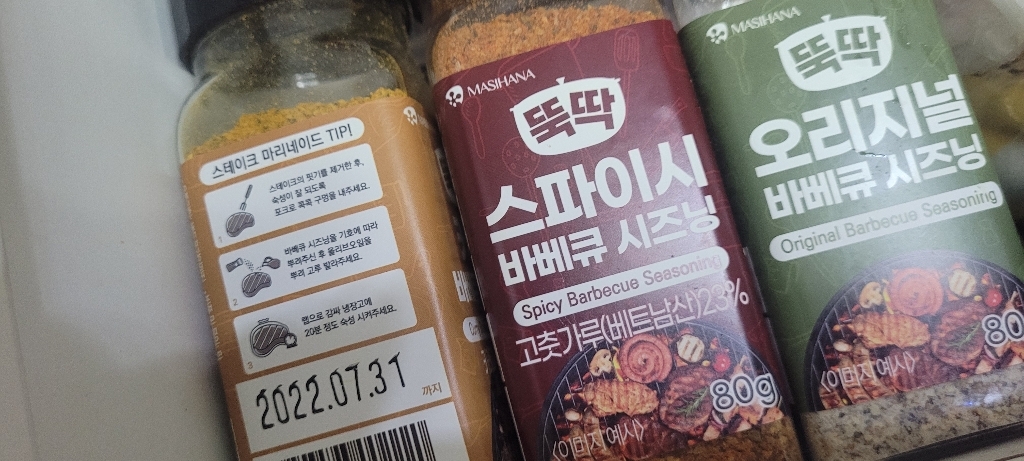 스테이크 마리네이드 TIP!
스테이크의 핏기를 제거한 후,
숙성이 잘 되도록
포크로 콕콕 구멍을 내주세요.
1
바베큐 시즈닝을 기호에 따라
뿌려주신 후 올리브오일을
뿌려 고루 발라주세요.
2
랩으로 감싸 냉장고에
20분 정도 숙성 시켜주세요.
3
2022.07.31 까지
MASIHANA
뚝딱
스파이시
바베큐 시즈닝
Spicy Barbecue Seasoning
고춧가루(베트남산)23%
80g
〈이미지 예시〉
MASIHANA
뚝딱
오리지널
바베큐 시즈닝
Original Barbecue Seasoning
80
〈이미지 예시〉